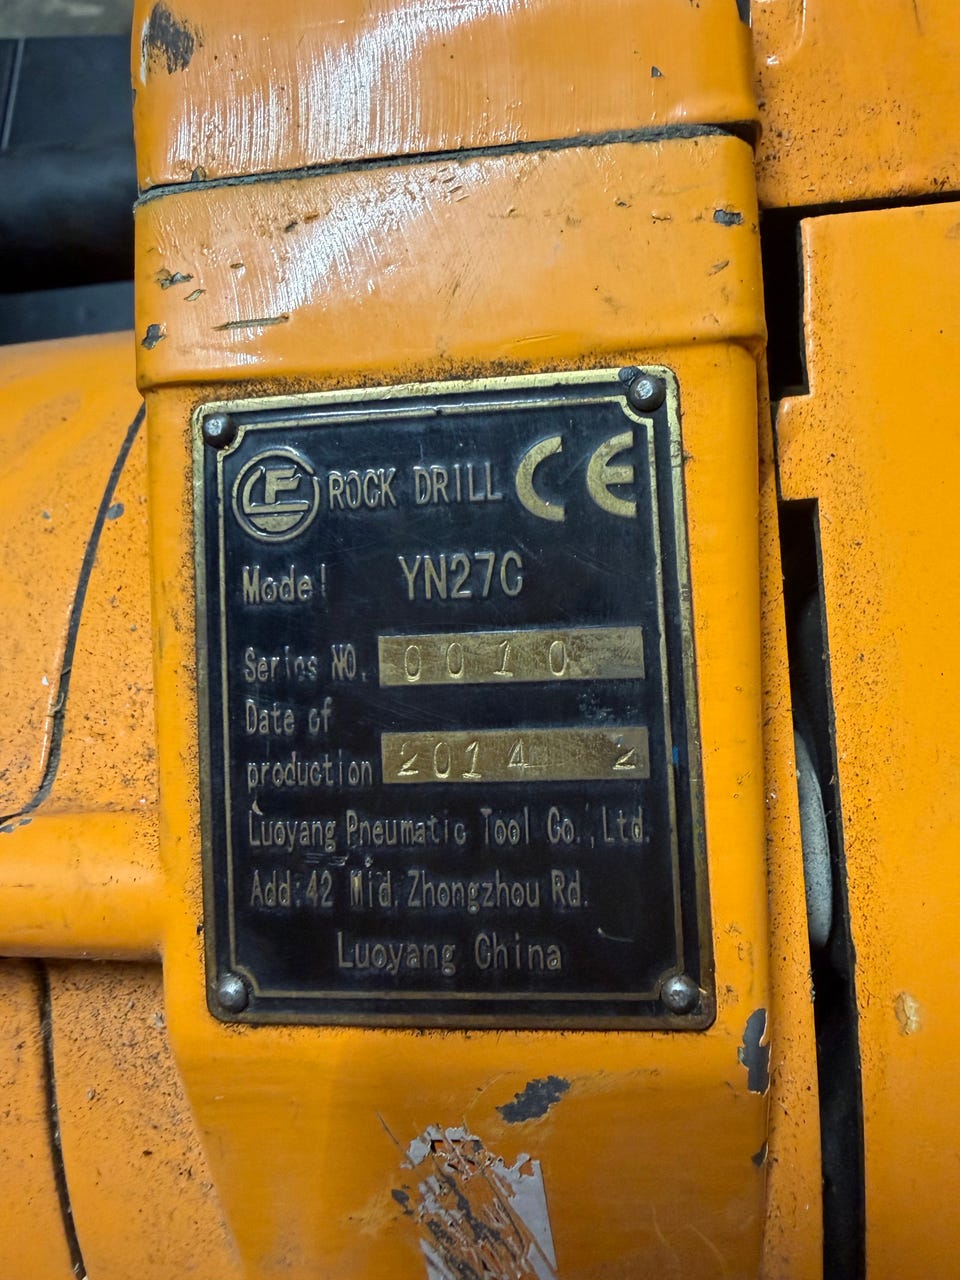 F ROCK DRILL CE
Model YN27C
Series NO. 0010
Date of
production 2014 2
Luoyang Pneumatic Tool Co.,Ltd.
Add:42 Mid.Zhongzhou Rd.
Luoyang China